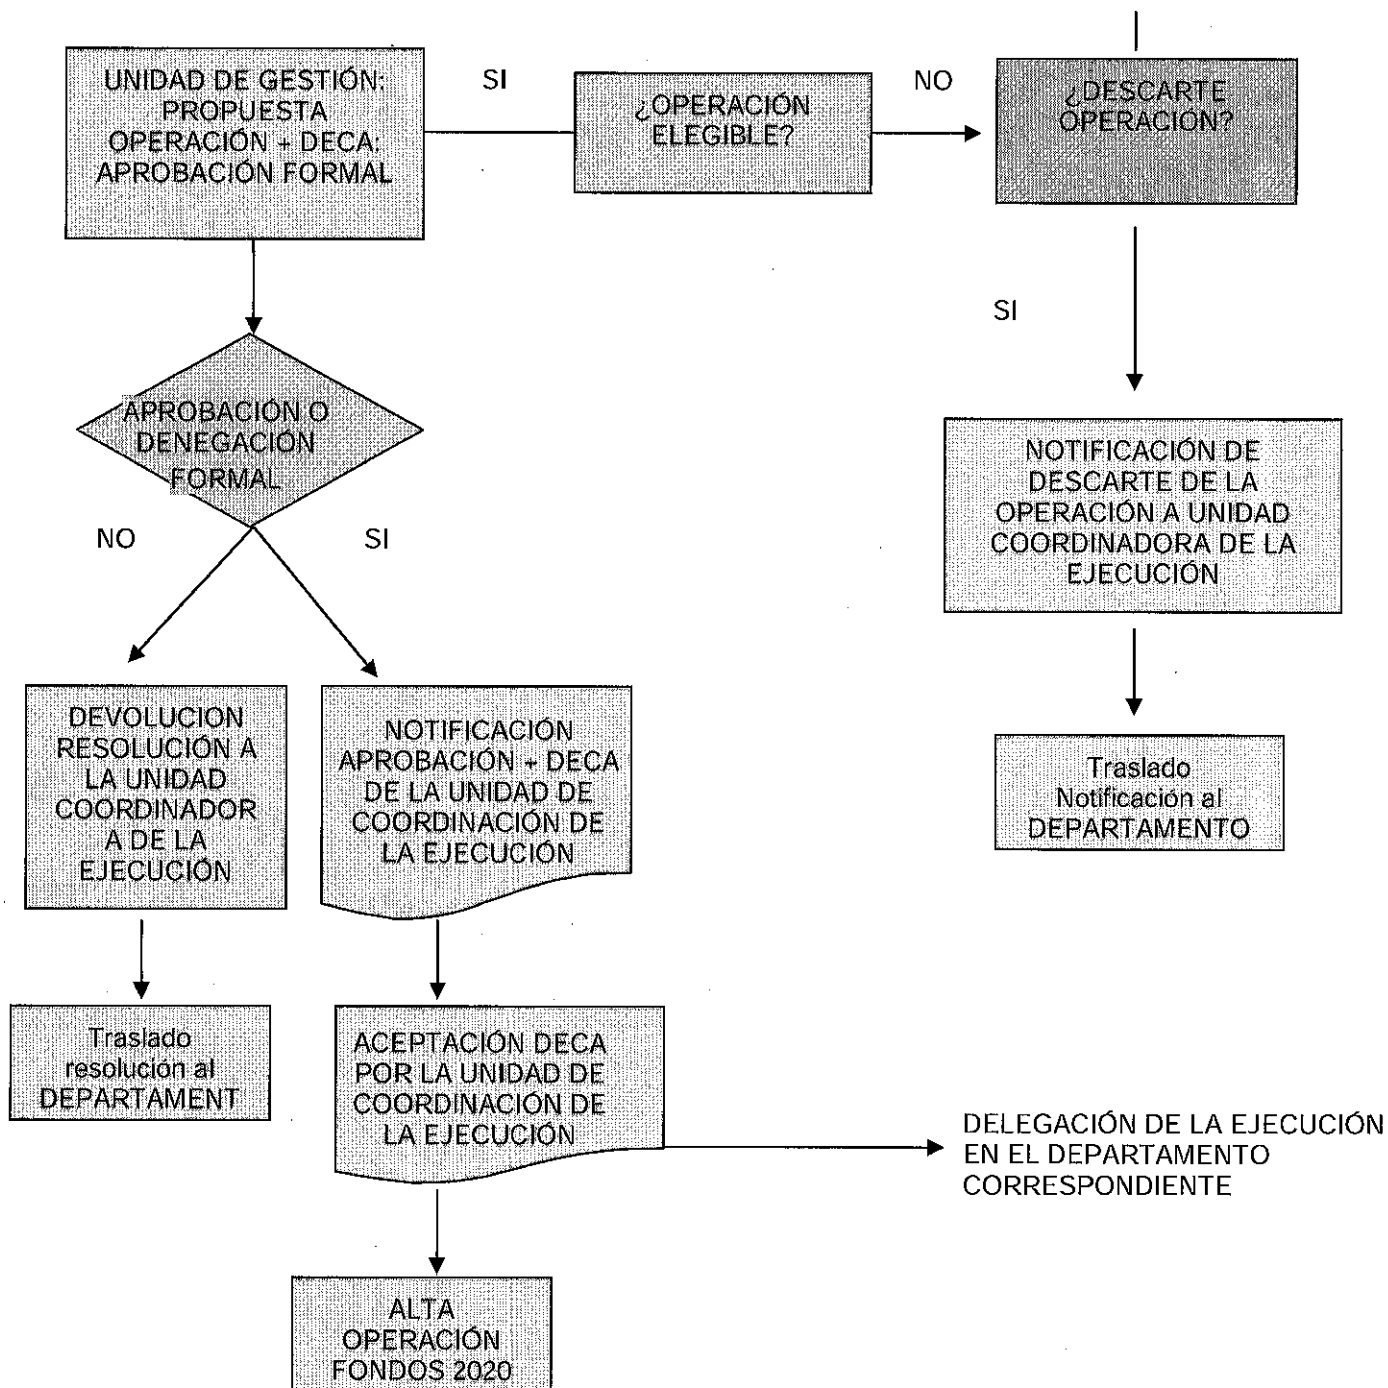 UNIDAD DE GESTIÓN:
PROPUESTA
OPERACIÓN + DECA:
APROBACIÓN FORMAL
SI
¿OPERACIÓN
ELEGIBLE?
NO
¿DESCARTE
OPERACIÓN?
SI
APROBACIÓN O
DENEGACIÓN
FORMAL
NO
SI
NOTIFICACIÓN DE
DESCARTE DE LA
OPERACIÓN A UNIDAD
COORDINADORA DE LA
EJECUCIÓN
DEVOLUCION
RESOLUCIÓN A
LA UNIDAD
COORDINADOR
A DE LA
EJECUCIÓN
NOTIFICACIÓN
APROBACIÓN + DECA
DE LA UNIDAD DE
COORDINACIÓN DE
LA EJECUCIÓN
Traslado
Notificación al
DEPARTAMENTO
Traslado
resolución al
DEPARTAMENT
ACEPTACIÓN DECA
POR LA UNIDAD DE
COORDINACIÓN DE
LA EJECUCIÓN
DELEGACIÓN DE LA EJECUCIÓN
EN EL DEPARTAMENTO
CORRESPONDIENTE
ALTA
OPERACIÓN
FONDOS 2020